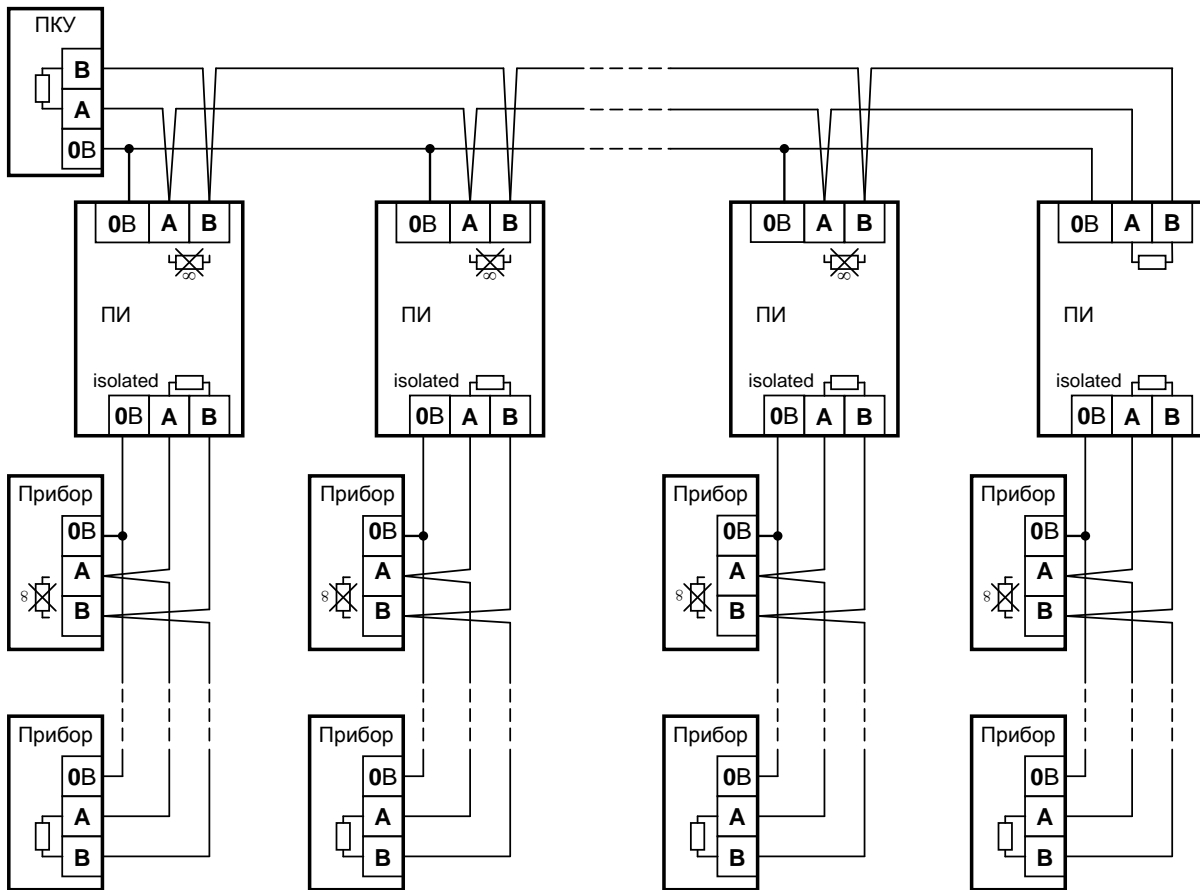 ПКУ
B
A
0В
0В A B 0В A B 0В A B 0В A B
∞ ∞ ∞
ПИ ПИ ПИ ПИ
isolated isolated isolated isolated
0В A B 0В A B 0В A B 0В A B
Прибор Прибор Прибор Прибор
0В 0В 0В 0В
A A A A
∞ ∞ ∞ ∞
B B B B
Прибор Прибор Прибор Прибор
0В 0В 0В 0В
A A A A
B B B B